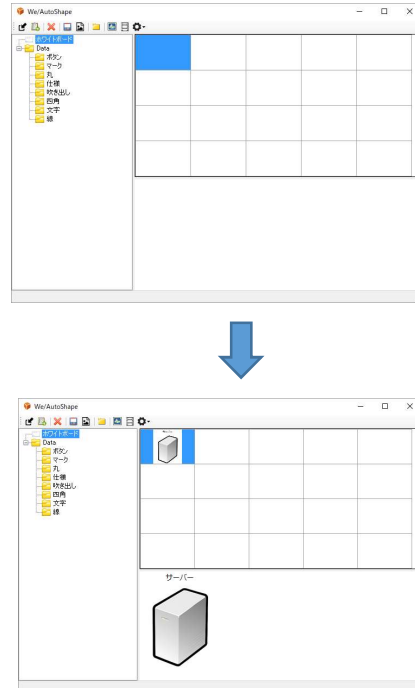 We/AutoShape
ホワイトボード
Data
ボタン
マーク
丸
仕様
吹き出し
四角
文字
線
We/AutoShape
ホワイトボード
Data
ボタン
マーク
丸
仕様
吹き出し
四角
文字
線
サーバー